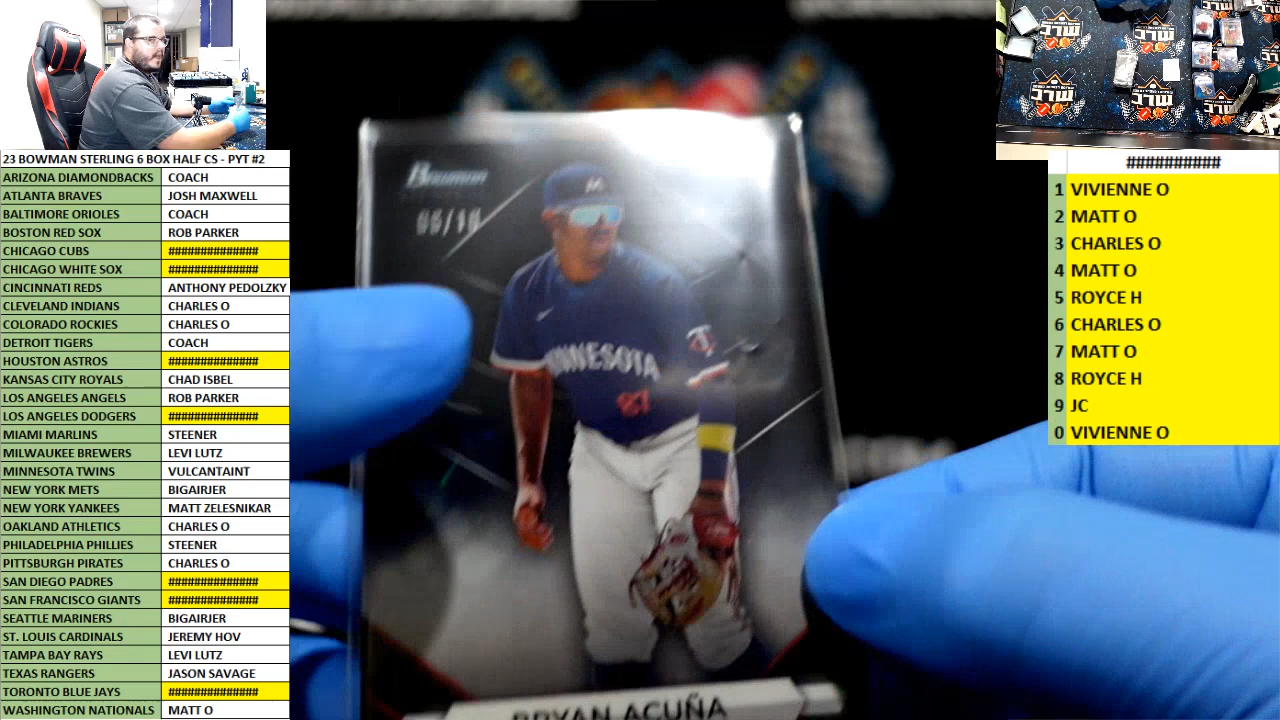 23 BOWMAN STERLING 6 BOX HALF CS - PYT #2
ARIZONA DIAMONDBACKS COACH
ATLANTA BRAVES JOSH MAXWELL
BALTIMORE ORIOLES COACH
BOSTON RED SOX ROB PARKER
CHICAGO CUBS ##############
CHICAGO WHITE SOX ##############
CINCINNATI REDS ANTHONY PEDOLZKY
CLEVELAND INDIANS CHARLES O
COLORADO ROCKIES CHARLES O
DETROIT TIGERS COACH
HOUSTON ASTROS ##############
KANSAS CITY ROYALS CHAD ISBEL
LOS ANGELES ANGELS ROB PARKER
LOS ANGELES DODGERS ##############
MIAMI MARLINS STEENER
MILWAUKEE BREWERS LEVI LUTZ
MINNESOTA TWINS VULCANTAINT
NEW YORK METS BIGAIRJER
NEW YORK YANKEES MATT ZELESNIKAR
OAKLAND ATHLETICS CHARLES O
PHILADELPHIA PHILLIES STEENER
PITTSBURGH PIRATES CHARLES O
SAN DIEGO PADRES ##############
SAN FRANCISCO GIANTS ##############
SEATTLE MARINERS BIGAIRJER
ST. LOUIS CARDINALS JEREMY HOV
TAMPA BAY RAYS LEVI LUTZ
TEXAS RANGERS JASON SAVAGE
TORONTO BLUE JAYS ##############
WASHINGTON NATIONALS MATT O
BOWMAN
M
MINNESOTA
BRYAN ACUÑA
שרב
שרב
שרב
שרב
##########
1 VIVIENNE O
2 MATT O
3 CHARLES O
4 MATT O
5 ROYCE H
6 CHARLES O
7 MATT O
8 ROYCE H
9 JC
0 VIVIENNE O